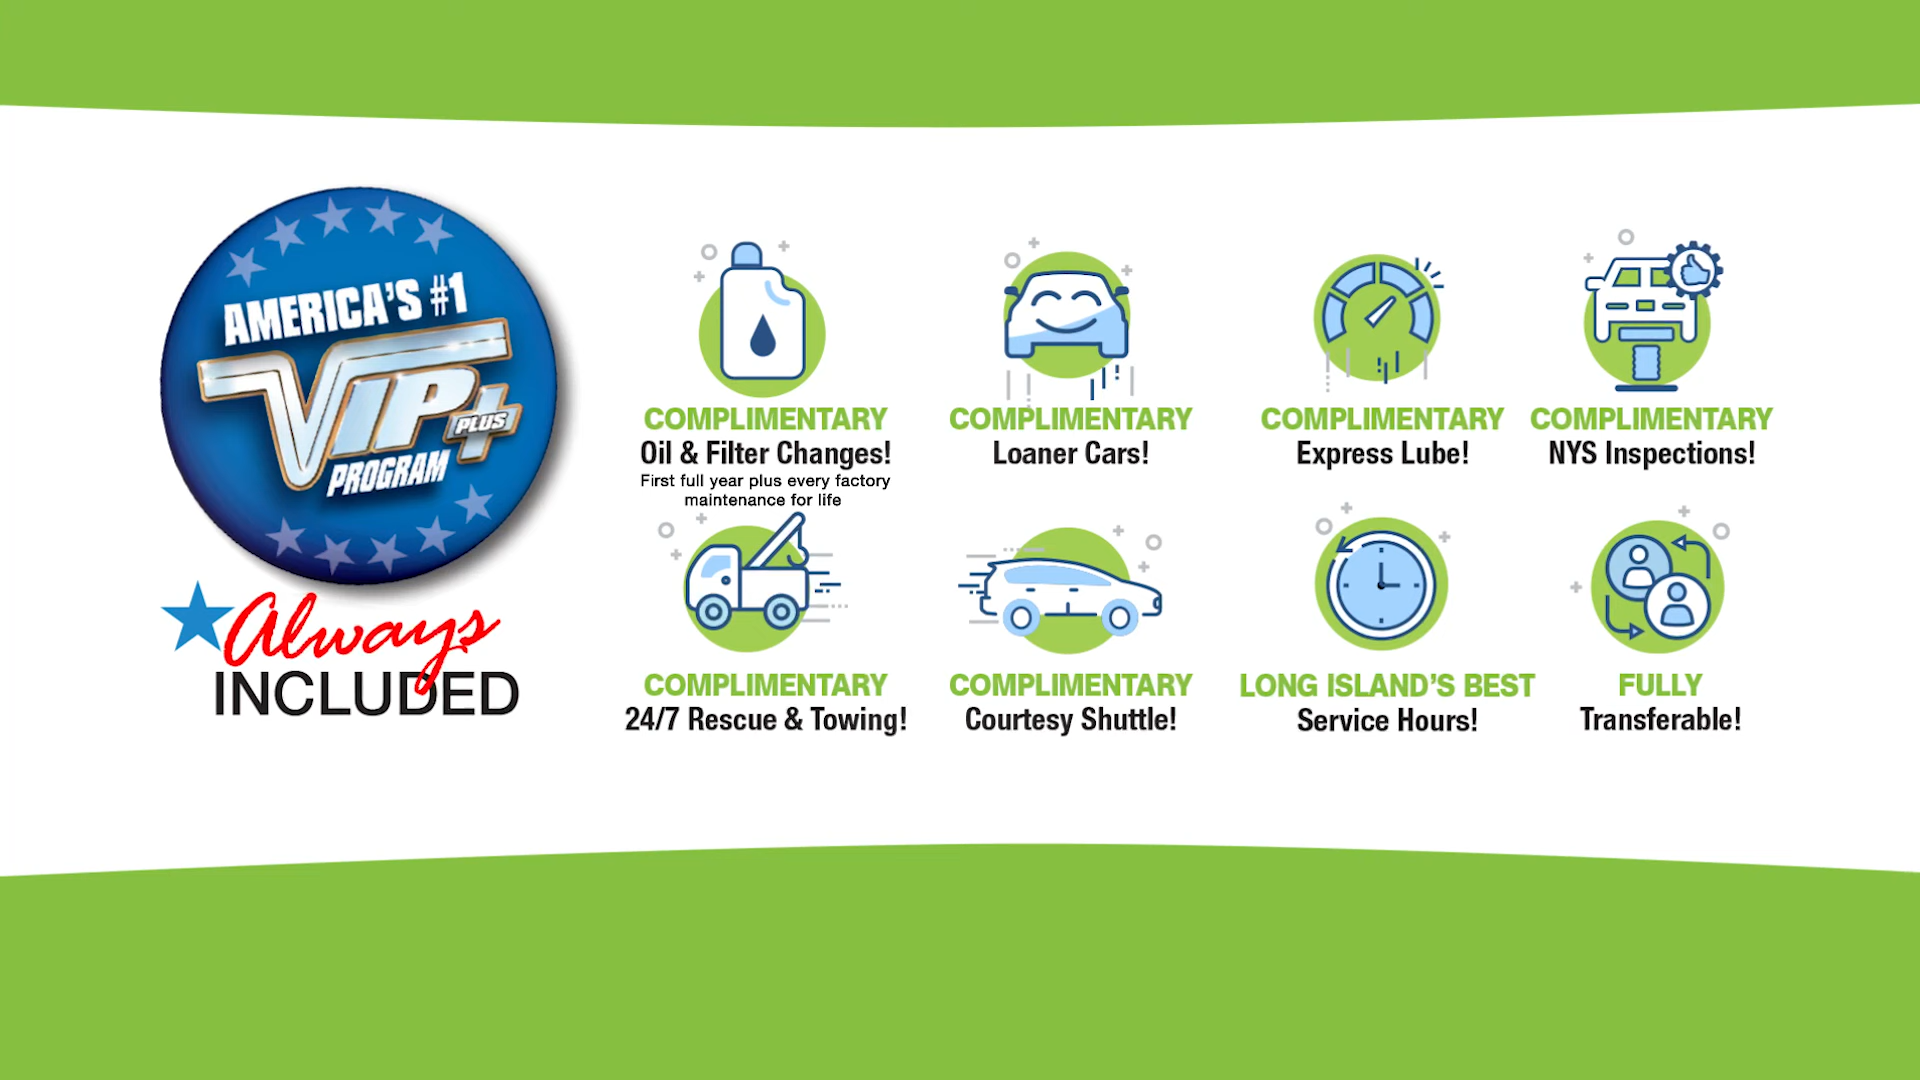 AMERICA'S #1
VIP+
PLUS
PROGRAM
Always
INCLUDED
COMPLIMENTARY
Oil & Filter Changes!
First full year plus every factory
maintenance for life
COMPLIMENTARY
Loaner Cars!
COMPLIMENTARY
Express Lube!
COMPLIMENTARY
NYS Inspections!
COMPLIMENTARY
24/7 Rescue & Towing!
COMPLIMENTARY
Courtesy Shuttle!
LONG ISLAND'S BEST
Service Hours!
FULLY
Transferable!